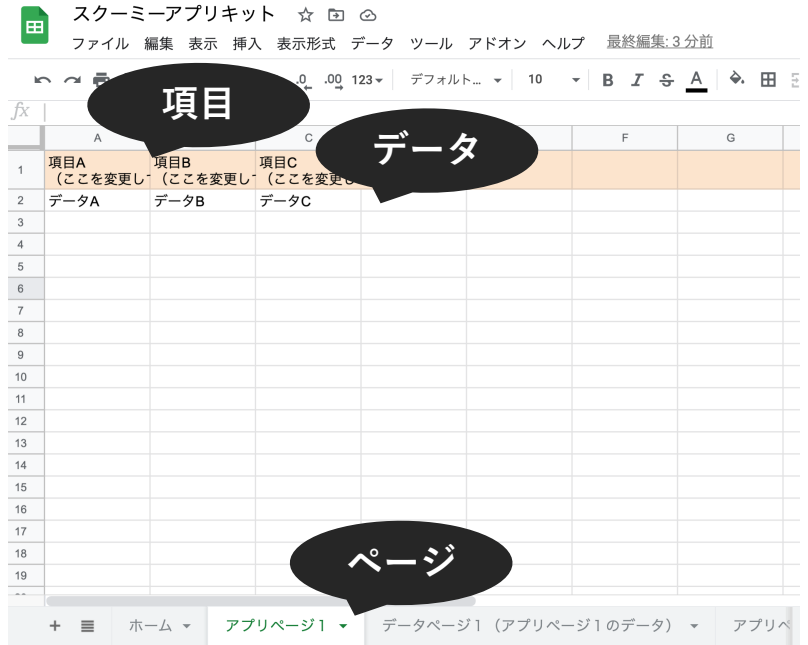 スクーミーアプリキット
ファイル 編集 表示 挿入 表示形式 データ ツール アドオン ヘルプ 最終編集: 3 分前
.0 .00 123 デフォルト... 10 B I S A
項目
fx
データ
A C F G
1 項目A 項目B 項目C
（ここを変更し （ここを変更し （ここを変更し
2 データA データB データC
3
4
5
6
7
8
9
10
11
12
13
14
15
16
17
18
19
ページ
ホーム アプリページ１ データページ１（アプリページ１のデータ） アプリペ